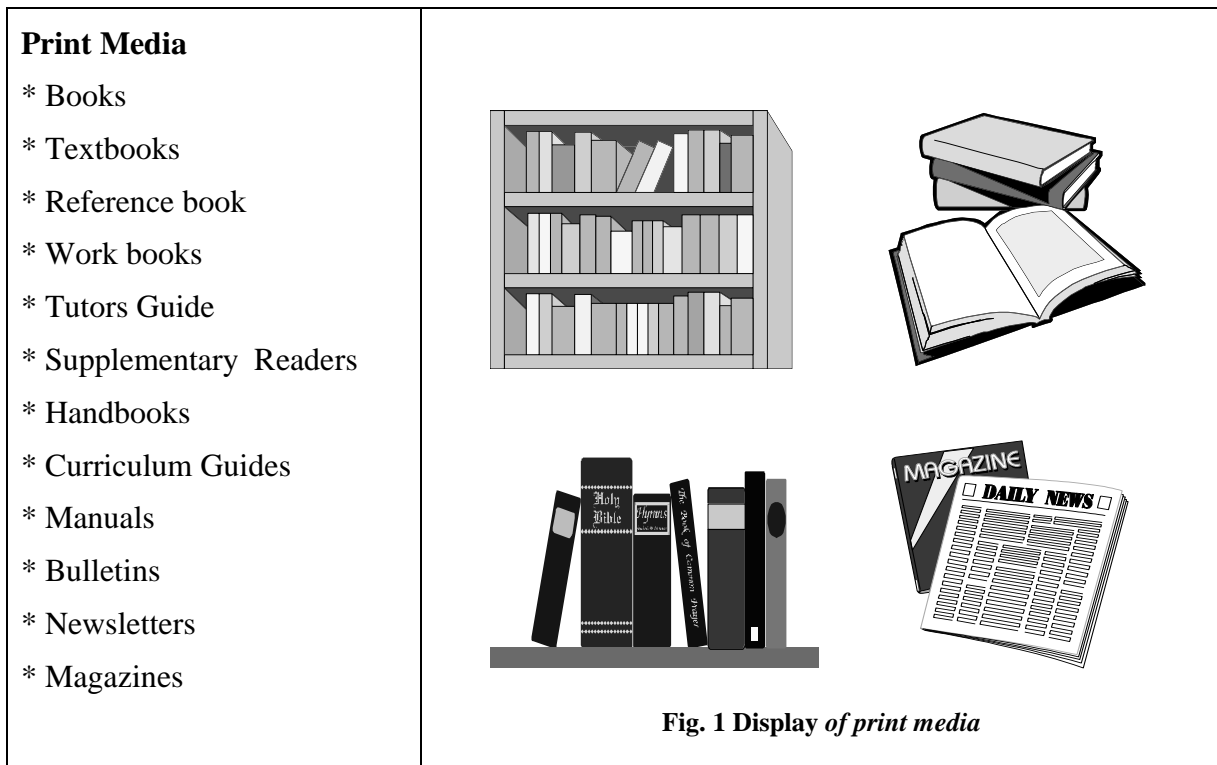 Print Media
* Books
* Textbooks
* Reference book
* Work books
* Tutors Guide
* Supplementary Readers
* Handbooks
* Curriculum Guides
* Manuals
* Bulletins
* Newsletters
* Magazines
Holy
Bible
Hymns
The Book of Common Prayer
MAGAZINE
DAILY NEWS
Fig. 1 Display of print media